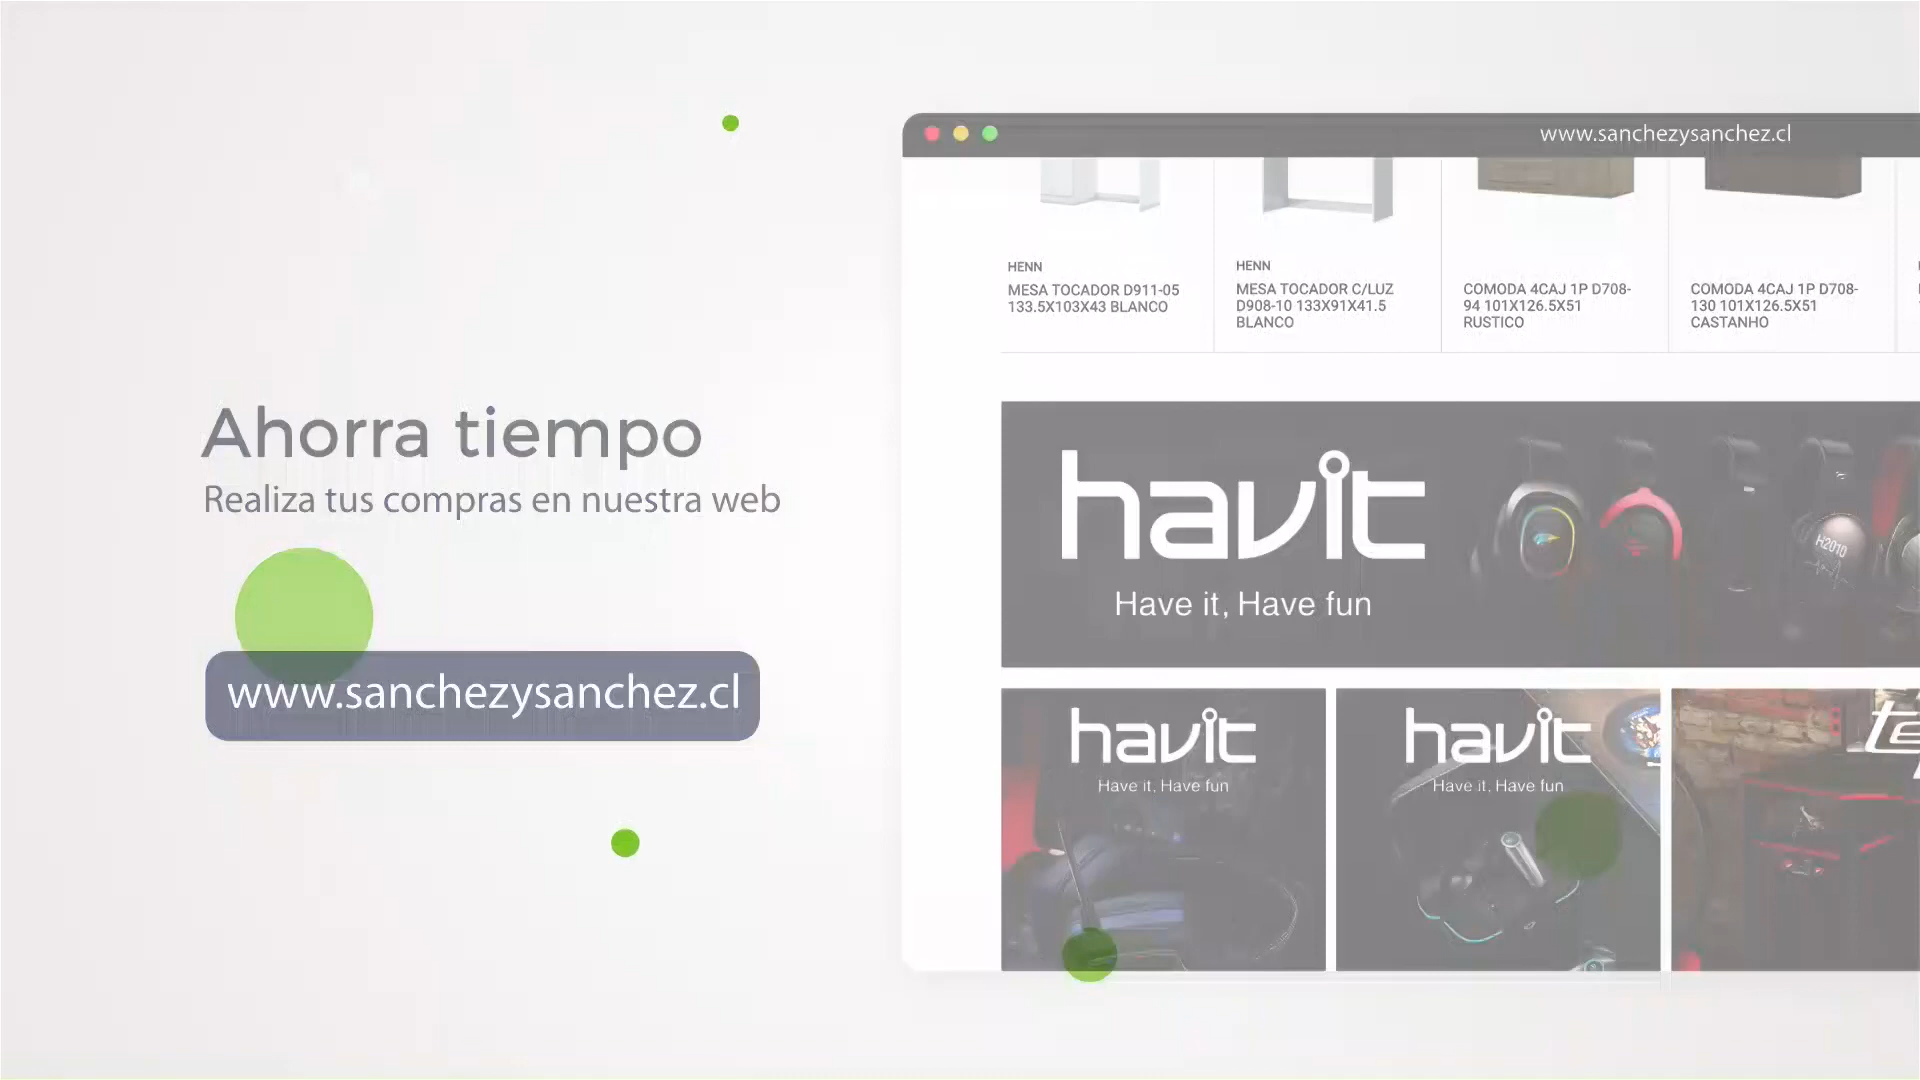 Ahorra tiempo
Realiza tus compras en nuestra web
www.sanchezysanchez.cl
www.sanchezysanchez.cl
HENN
MESA TOCADOR D911-05
133.5X103X43 BLANCO
HENN
MESA TOCADOR C/LUZ
D908-10 133X91X41.5
BLANCO
COMODA 4CAJ 1P D708-
94 101X126.5X51
RUSTICO
COMODA 4CAJ 1P D708-
130 101X126.5X51
CASTANHO
havit
Have it, Have fun
H2010
havit
Have it, Have fun
havit
Have it, Have fun